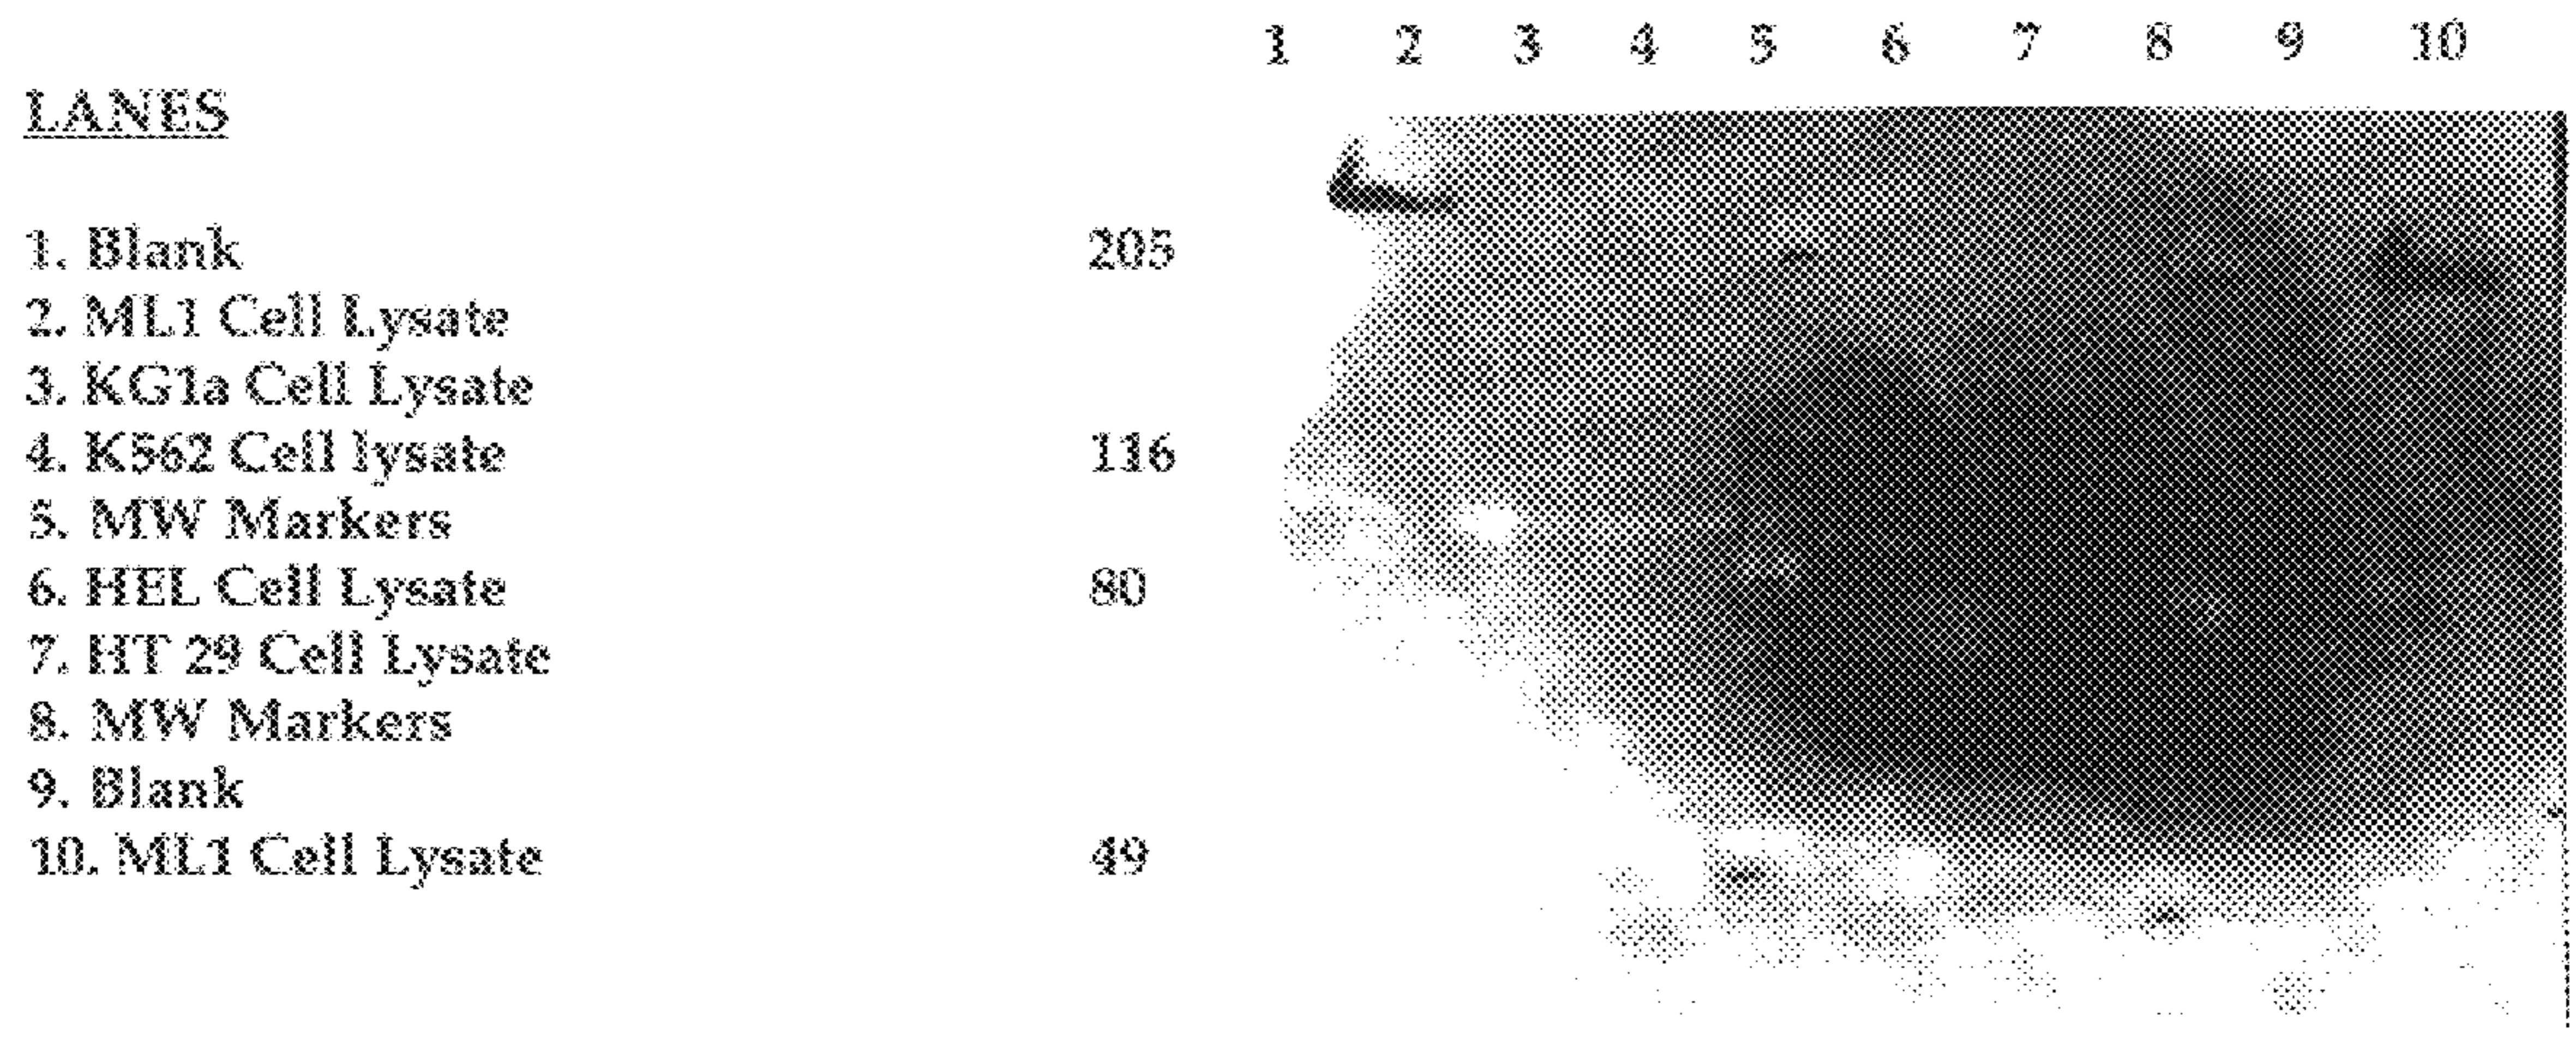 1 2 3 4 5 6 7 8 9 10
LANES
1. Blank
205
2. ML1 Cell Lysate
3. KG1a Cell Lysate
4. K562 Cell lysate
116
5. MW Markers
6. HEL Cell Lysate
80
7. HT 29 Cell Lysate
8. MW Markers
9. Blank
10. ML1 Cell Lysate
49